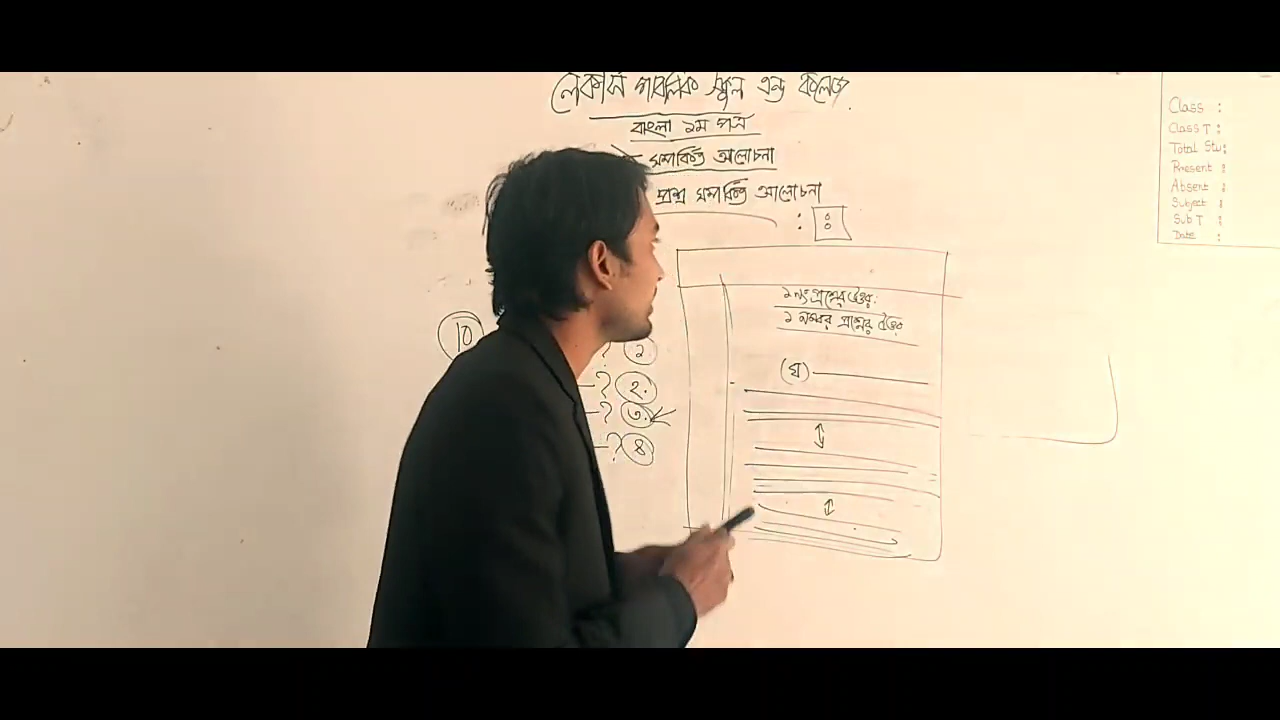 লেকার্স পাবলিক স্কুল এন্ড কলেজ
বাংলা ১ম পত্র
সম্পর্কিত আলোচনা
প্রশ্ন সম্পর্কিত আলোচনা
: ঃ
১ নং প্রশ্নের উত্তর:
১ নম্বর প্রশ্নের উত্তর
(ঘ)
10
? ১
? ২.
? ৩.
? ৪
Class :
Class T :
Total Stu:
Present :
Absent :
Subject :
Sub T :
Date :